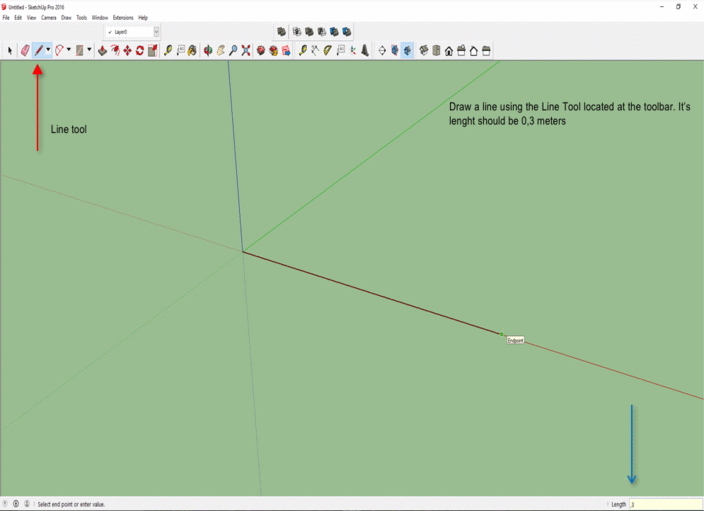 Untitled - SketchUp Pro 2016
File Edit View Camera Draw Tools Window Extensions Help
Layer0
Draw a line using the Line Tool located at the toolbar. It's
lenght should be 0,3 meters
Line tool
Endpoint
Select end point or enter value.
Length ,3